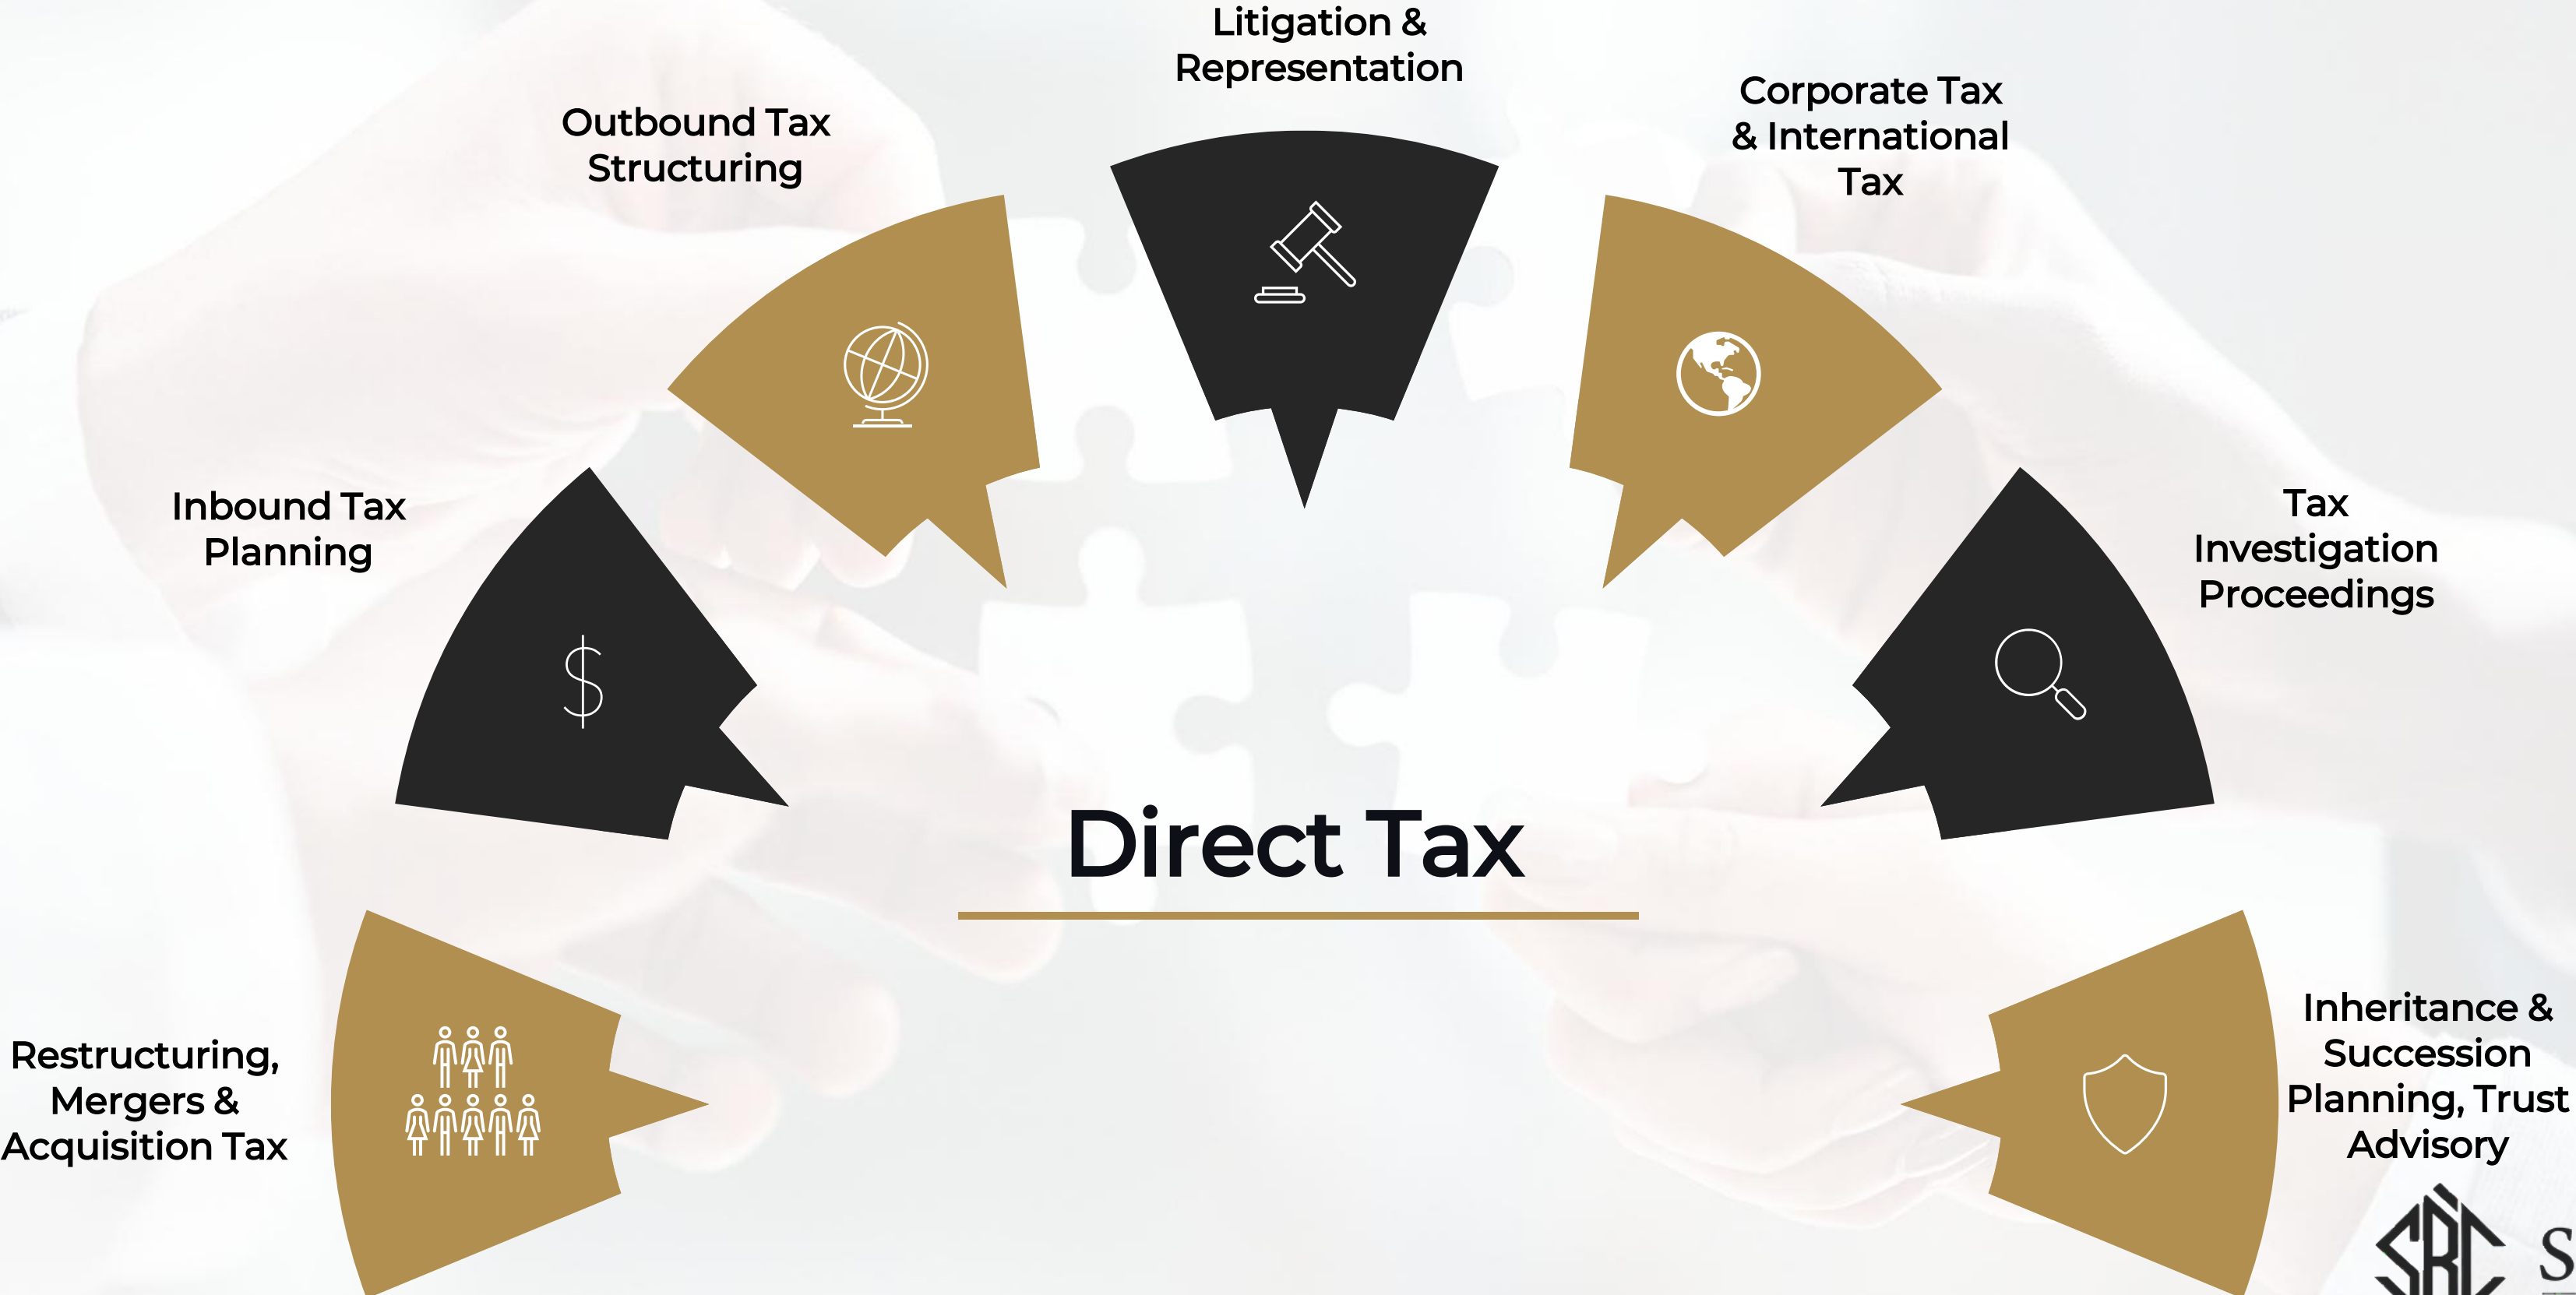 Litigation &
Representation
Outbound Tax
Structuring
Corporate Tax
& International
Tax
Inbound Tax
Planning
Tax
Investigation
Proceedings
Direct Tax
Restructuring,
Mergers &
Acquisition Tax
Inheritance &
Succession
Planning, Trust
Advisory
SRC
S